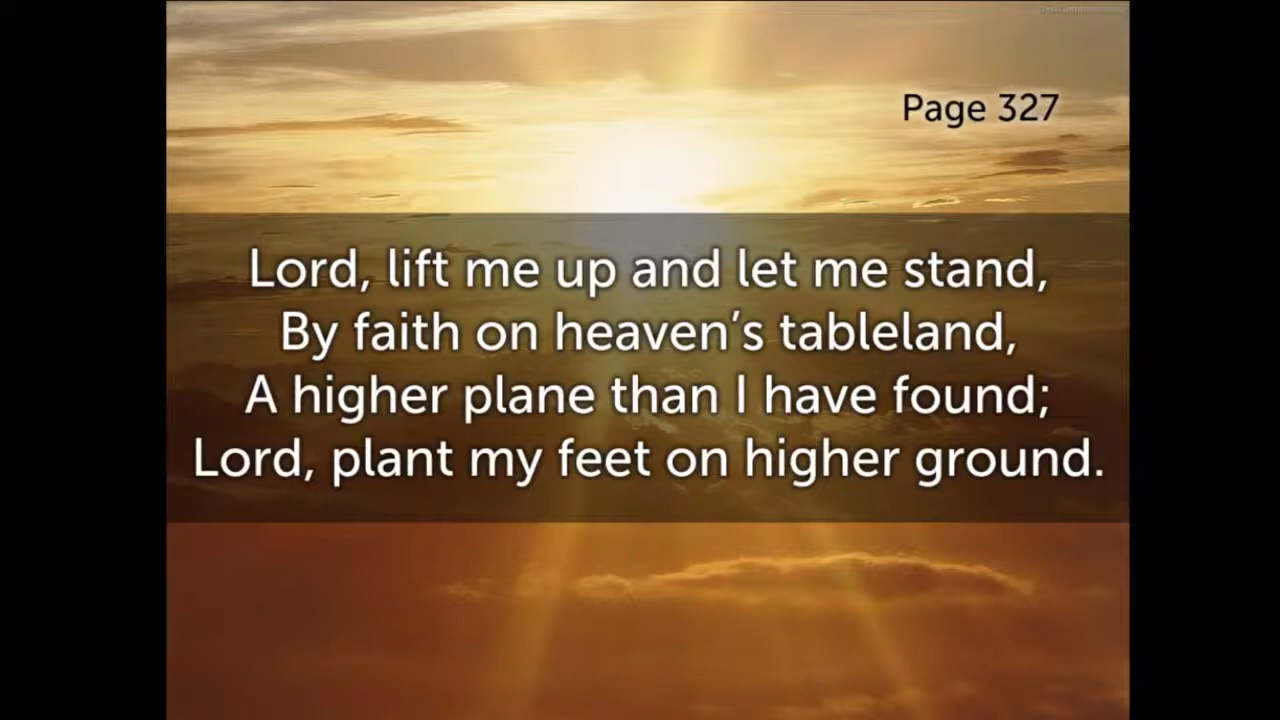 Page 327
Lord, lift me up and let me stand,
By faith on heaven’s tableland,
A higher plane than I have found;
Lord, plant my feet on higher ground.